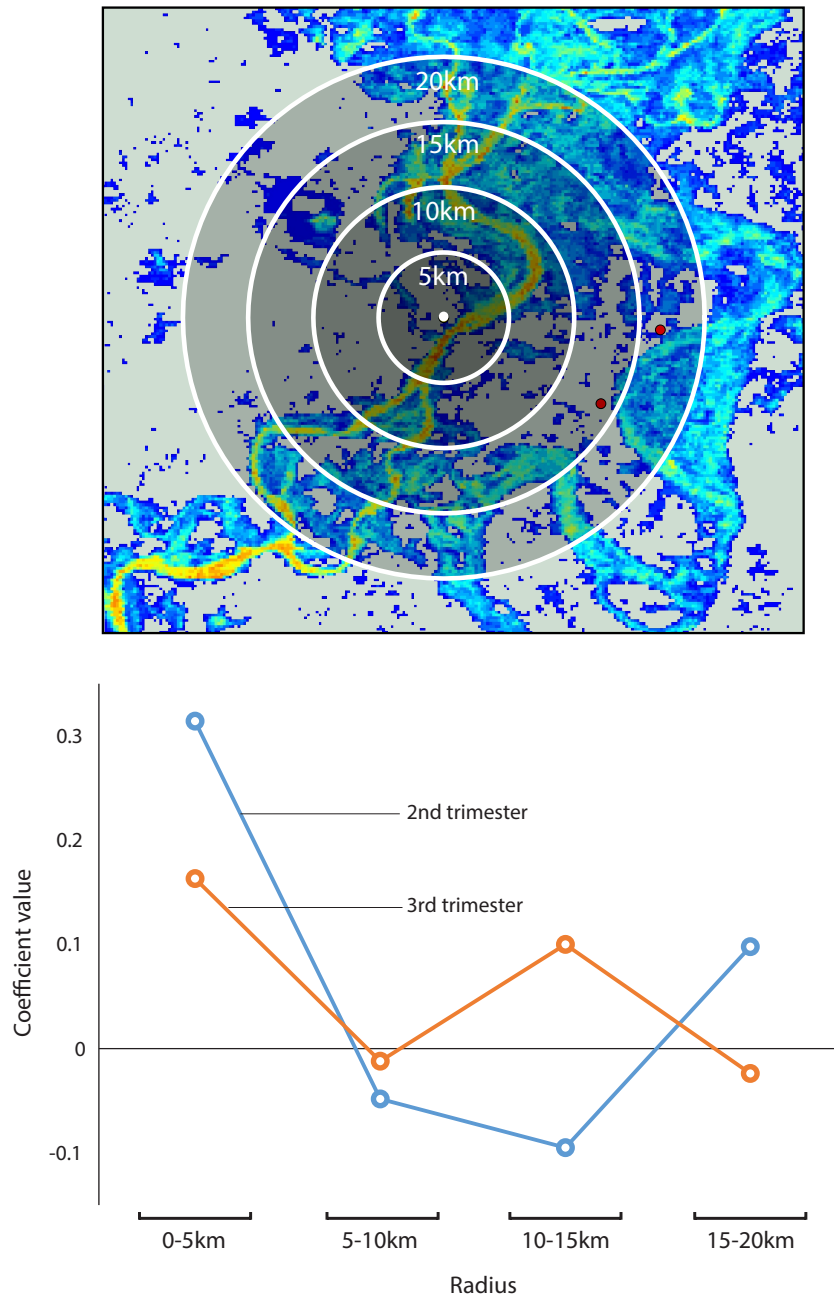 20km
15km
10km
5km
0.3
2nd trimester
0.2
3rd trimester
0.1
Coefficient value
0
-0.1
0-5km 5-10km 10-15km 15-20km
Radius